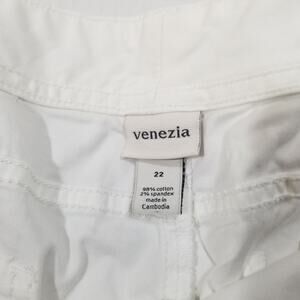 venezia
22
98% cotton
2% spandex
made in
Cambodia